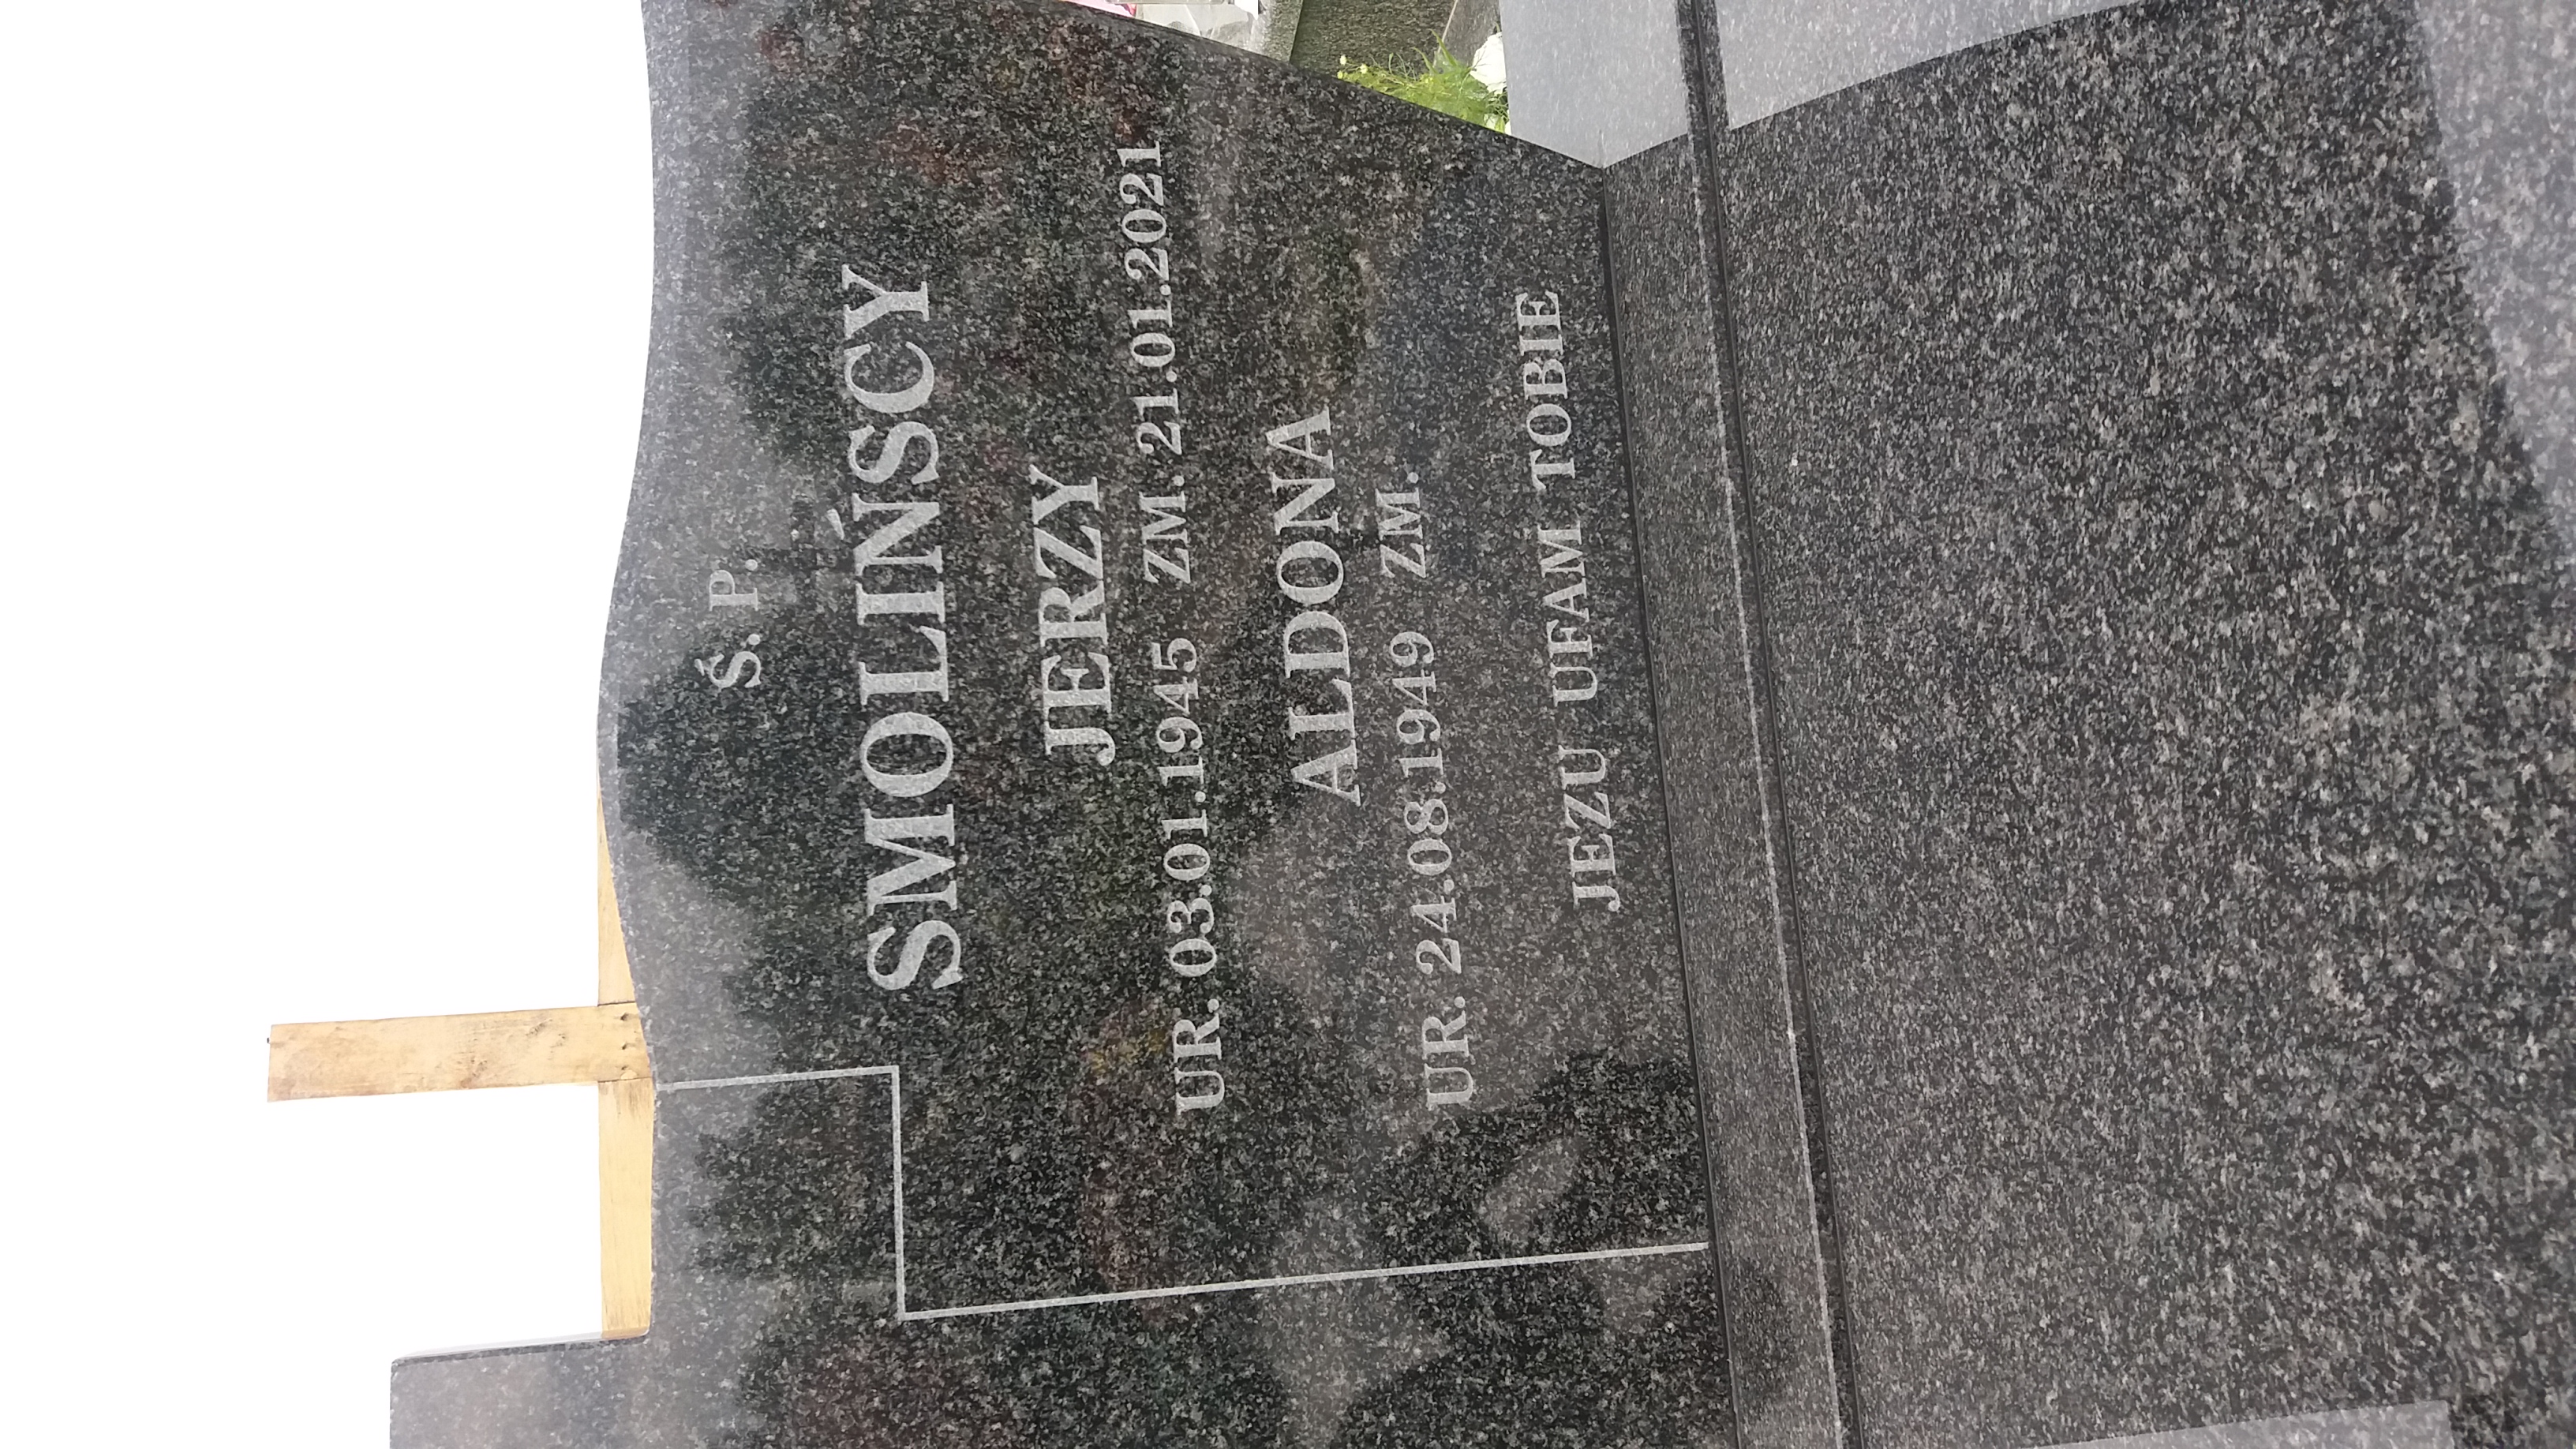 Ś. P.
SMOLIŃSCY
JERZY
UR. 03.01.1945 ZM. 21.01.2021
ALDONA
UR. 24.08.1949 ZM.
JEZU UFAM TOBIE